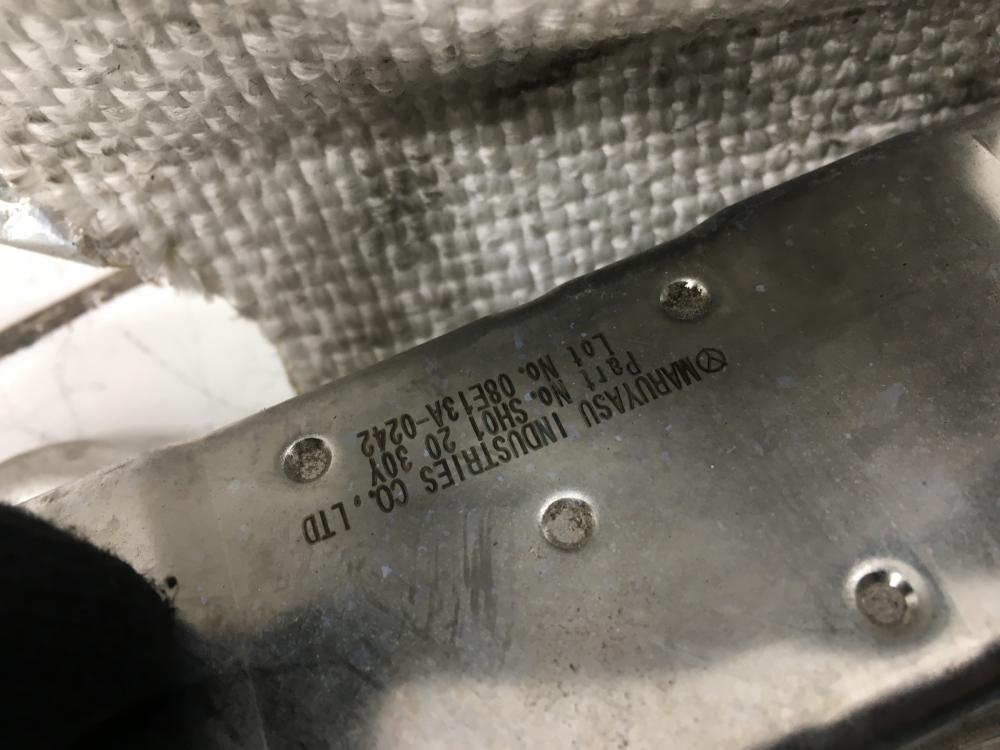 MARUYASU INDUSTRIES CO.,LTD
Part No. SH01 20 30Y
Lot No. 08E13A-0242